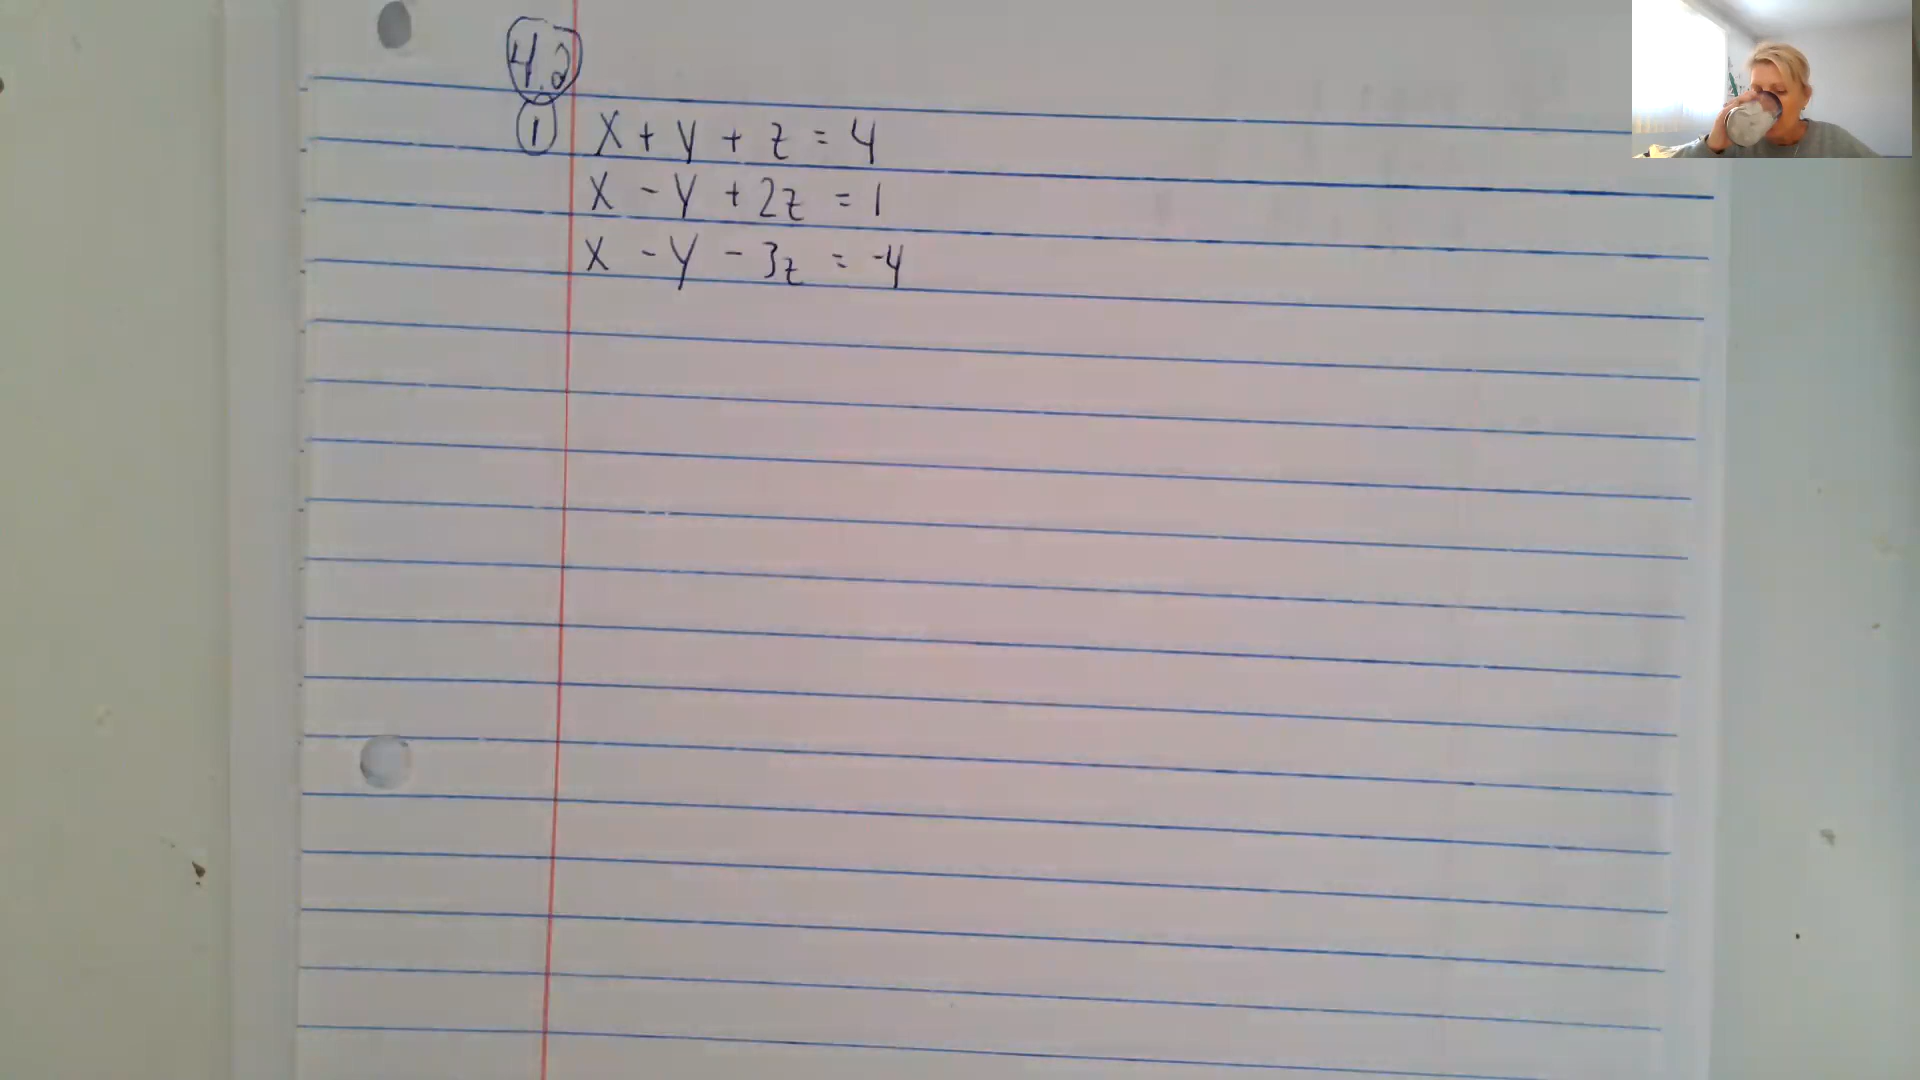 4.2
1 x + y + z = 4
x - y + 2z = 1
x - y - 3z = -4